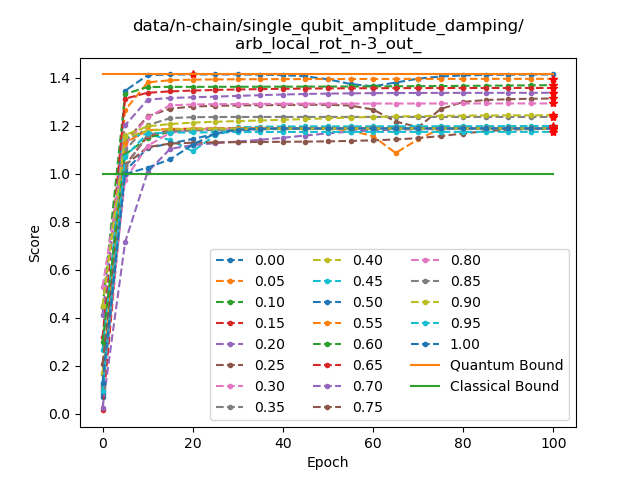 data/n-chain/single_qubit_amplitude_damping/
arb_local_rot_n-3_out_
Score
1.4
1.2
1.0
0.8
0.6
0.4
0.2
0.0
0.00 0.40 0.80
0.05 0.45 0.85
0.10 0.50 0.90
0.15 0.55 0.95
0.20 0.60 1.00
0.25 0.65 Quantum Bound
0.30 0.70 Classical Bound
0.35 0.75
0 20 40 60 80 100
Epoch